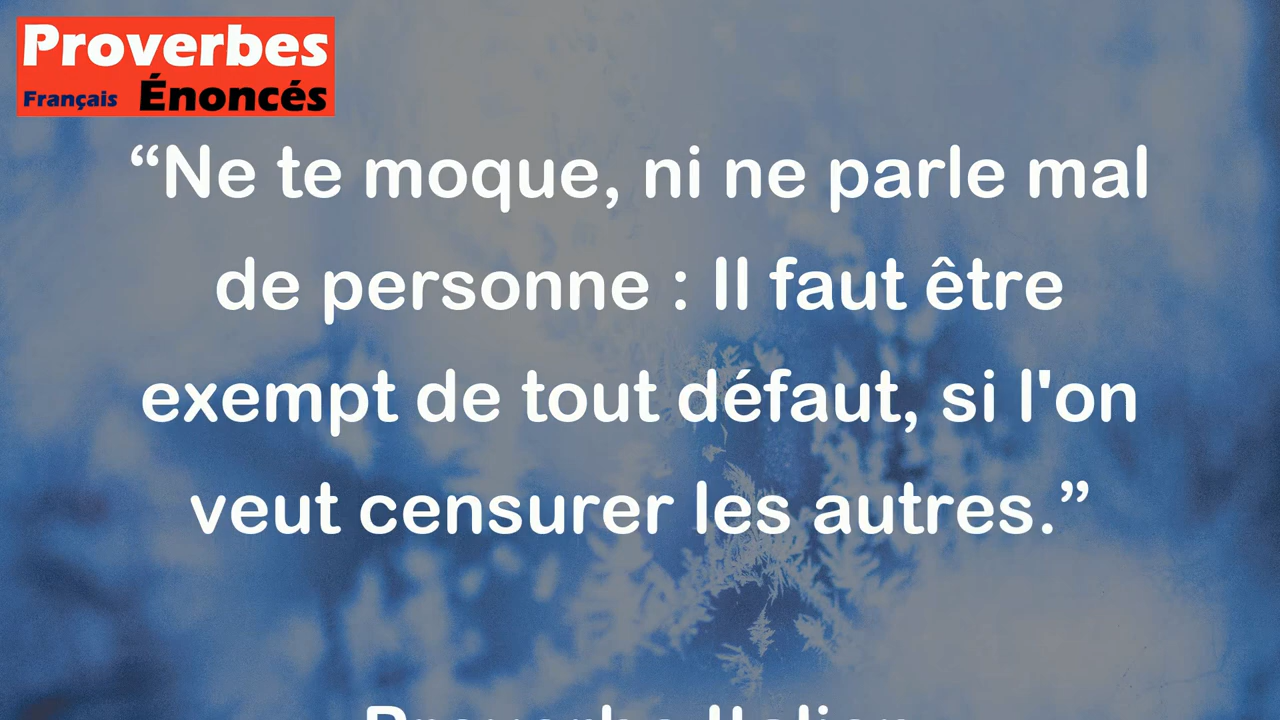 Proverbes
Français Énoncés
“Ne te moque, ni ne parle mal
de personne : Il faut être
exempt de tout défaut, si l'on
veut censurer les autres.”